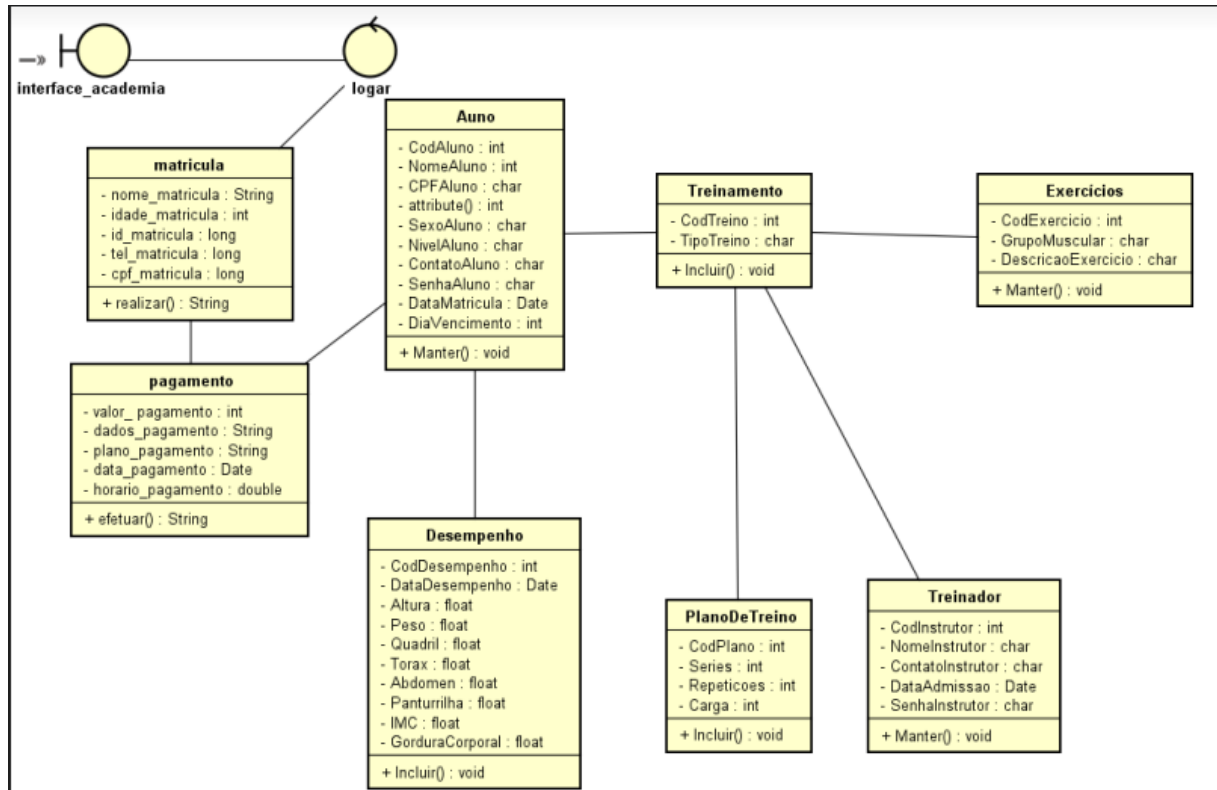 interface_academia
logar
matricula
- nome_matricula : String
- idade_matricula : int
- id_matricula : long
- tel_matricula : long
- cpf_matricula : long
+ realizar() : String
Auno
- CodAluno : int
- NomeAluno : int
- CPFAluno : char
- attribute() : int
- SexoAluno : char
- NivelAluno : char
- ContatoAluno : char
- SenhaAluno : char
- DataMatricula : Date
- DiaVencimento : int
+ Manter() : void
Treinamento
- CodTreino : int
- TipoTreino : char
+ Incluir() : void
Exercícios
- CodExercicio : int
- GrupoMuscular : char
- DescricaoExercicio : char
+ Manter() : void
pagamento
- valor_ pagamento : int
- dados_pagamento : String
- plano_pagamento : String
- data_pagamento : Date
- horario_pagamento : double
+ efetuar() : String
Desempenho
- CodDesempenho : int
- DataDesempenho : Date
- Altura : float
- Peso : float
- Quadril : float
- Torax : float
- Abdomen : float
- Panturrilha : float
- IMC : float
- GorduraCorporal : float
+ Incluir() : void
PlanoDeTreino
- CodPlano : int
- Series : int
- Repeticoes : int
- Carga : int
+ Incluir() : void
Treinador
- CodInstrutor : int
- NomeInstrutor : char
- ContatoInstrutor : char
- DataAdmissao : Date
- SenhaInstrutor : char
+ Manter() : void